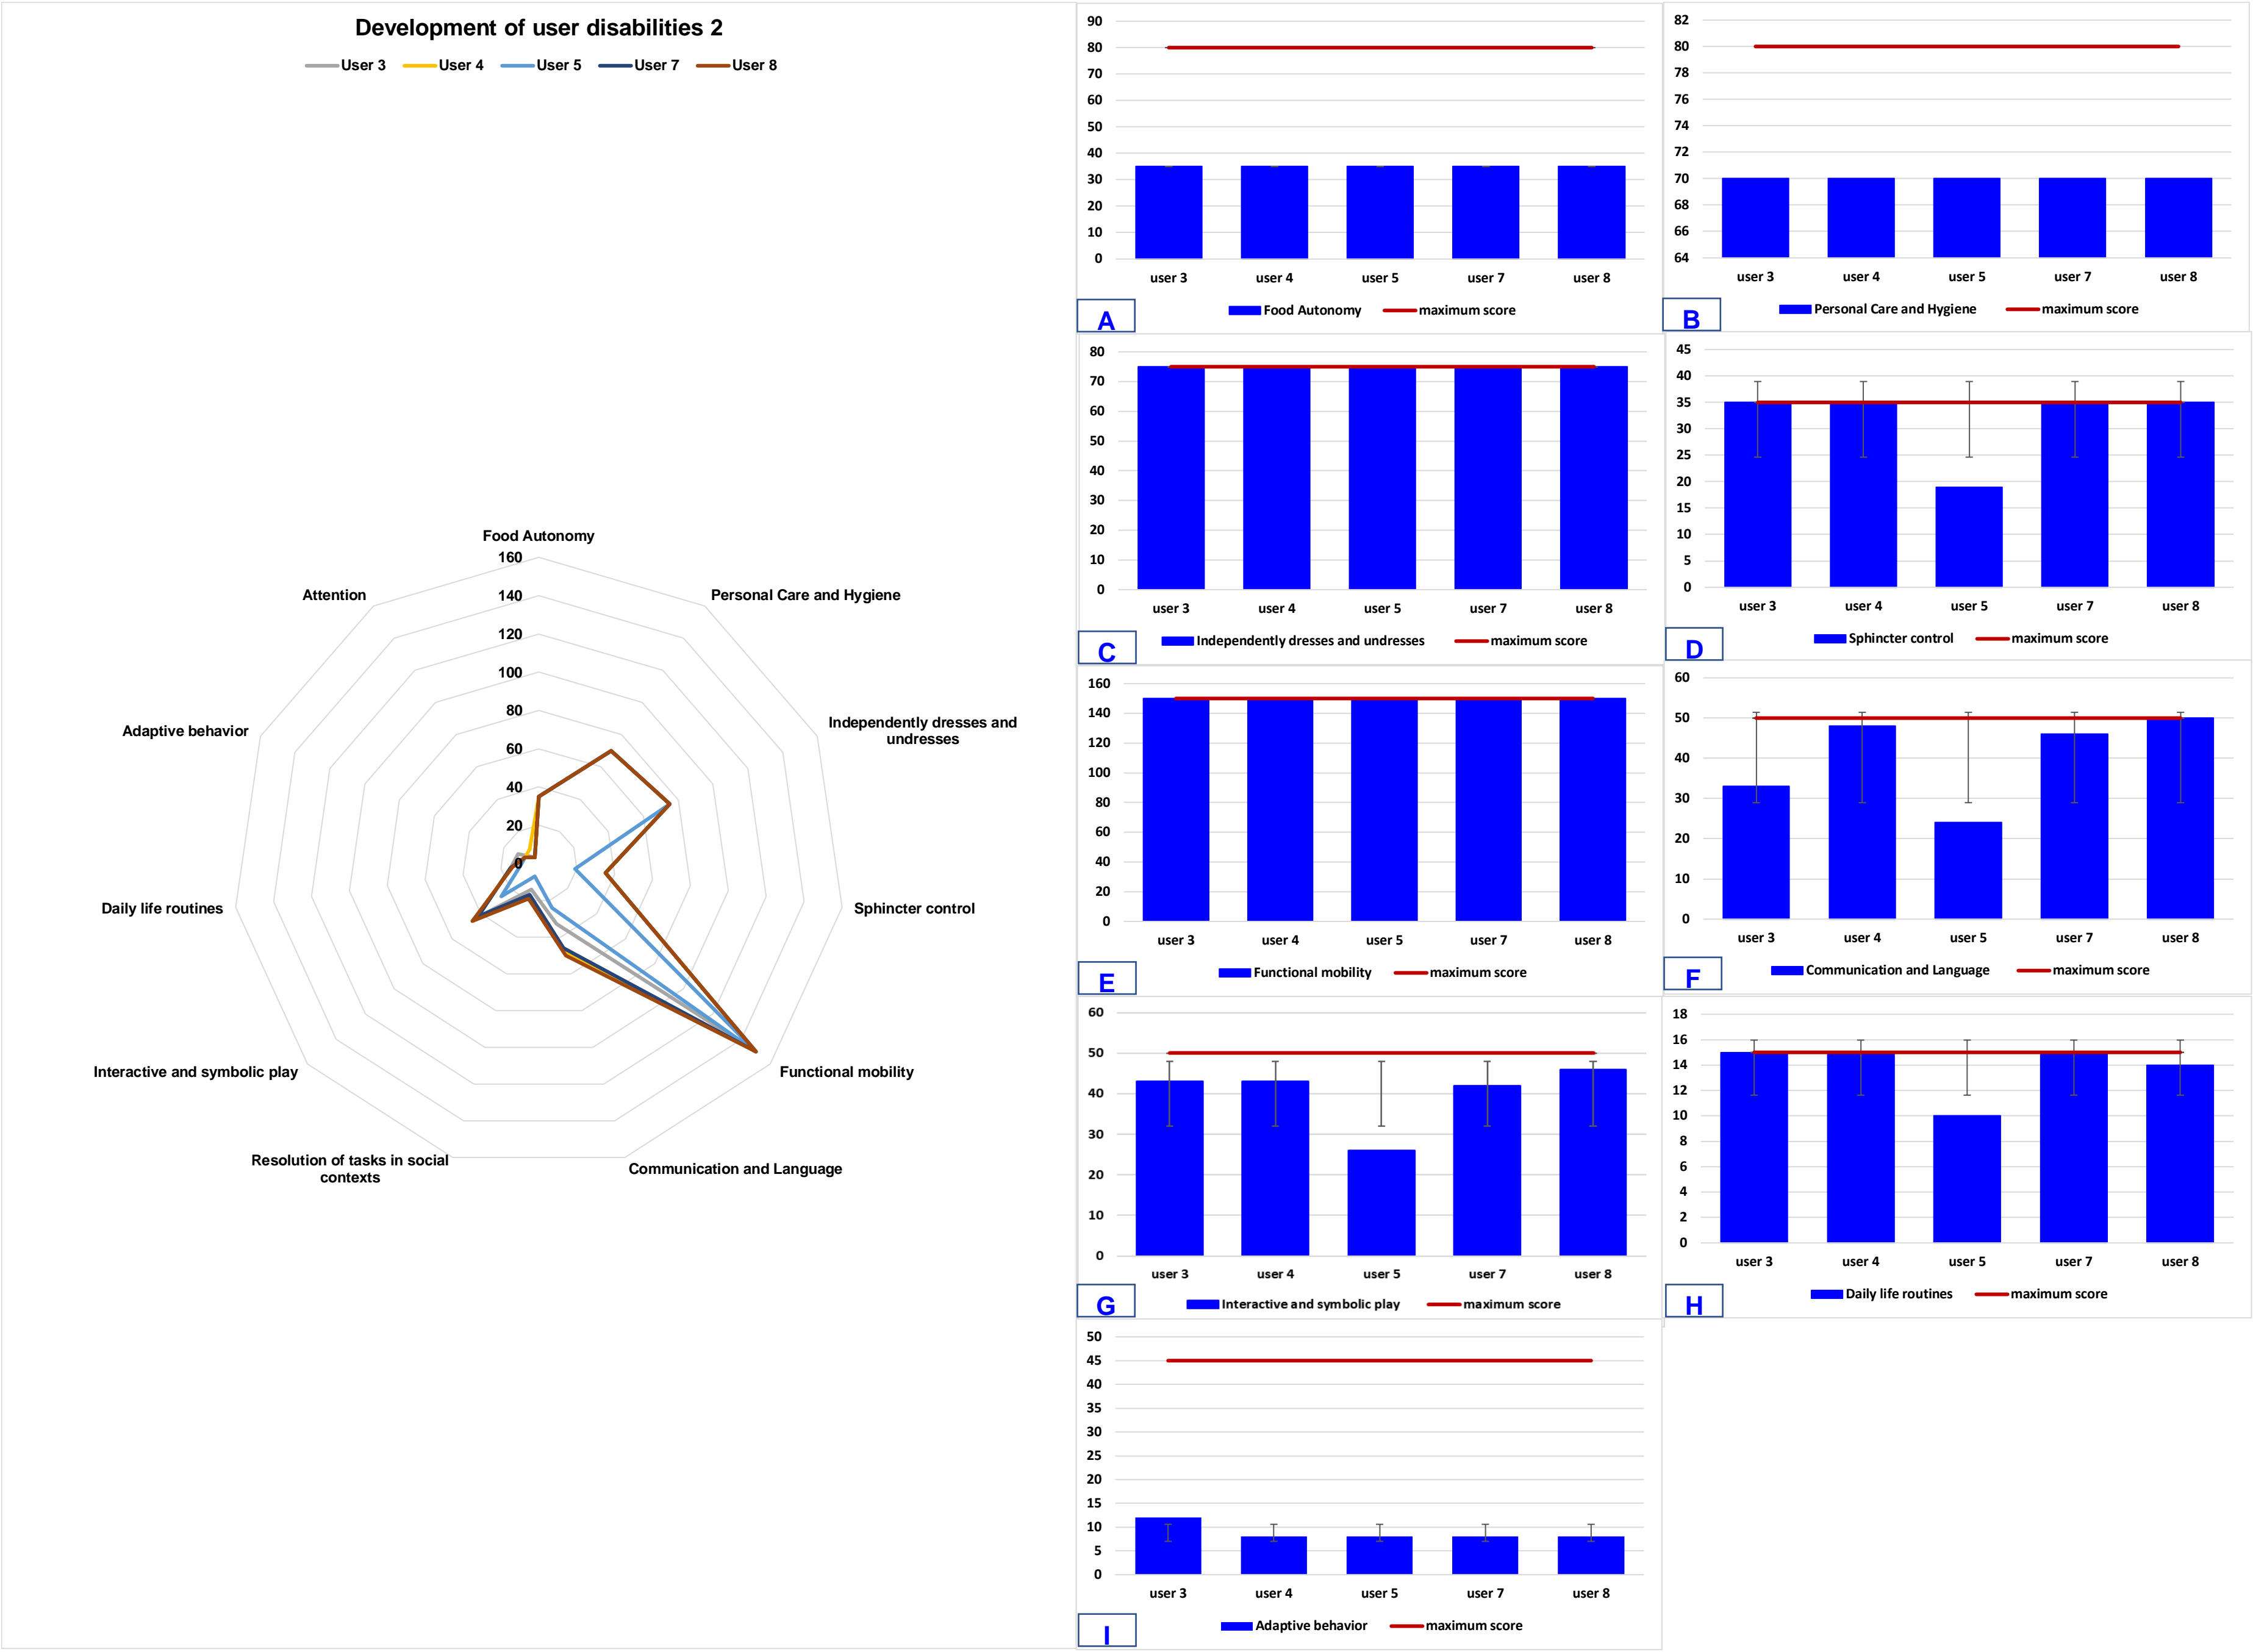 Development of user disabilities 2
User 3 User 4 User 5 User 7 User 8
Food Autonomy
160
140
120
100
80
60
40
20
0
Personal Care and Hygiene
Independently dresses and
undresses
Sphincter control
Functional mobility
Communication and Language
Resolution of tasks in social
contexts
Interactive and symbolic play
Daily life routines
Adaptive behavior
Attention
90
80
70
60
50
40
30
20
10
0
user 3 user 4 user 5 user 7 user 8
Food Autonomy maximum score
A
82
80
78
76
74
72
70
68
66
64
user 3 user 4 user 5 user 7 user 8
Personal Care and Hygiene maximum score
B
80
70
60
50
40
30
20
10
0
user 3 user 4 user 5 user 7 user 8
Independently dresses and undresses maximum score
C
45
40
35
30
25
20
15
10
5
0
user 3 user 4 user 5 user 7 user 8
Sphincter control maximum score
D
160
140
120
100
80
60
40
20
0
user 3 user 4 user 5 user 7 user 8
Functional mobility maximum score
E
60
50
40
30
20
10
0
user 3 user 4 user 5 user 7 user 8
Communication and Language maximum score
F
60
50
40
30
20
10
0
user 3 user 4 user 5 user 7 user 8
Interactive and symbolic play maximum score
G
18
16
14
12
10
8
6
4
2
0
user 3 user 4 user 5 user 7 user 8
Daily life routines maximum score
H
50
45
40
35
30
25
20
15
10
5
0
user 3 user 4 user 5 user 7 user 8
Adaptive behavior maximum score
I